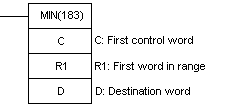 MIN(183)
C C: First control word
R1 R1: First word in range
D D: Destination word